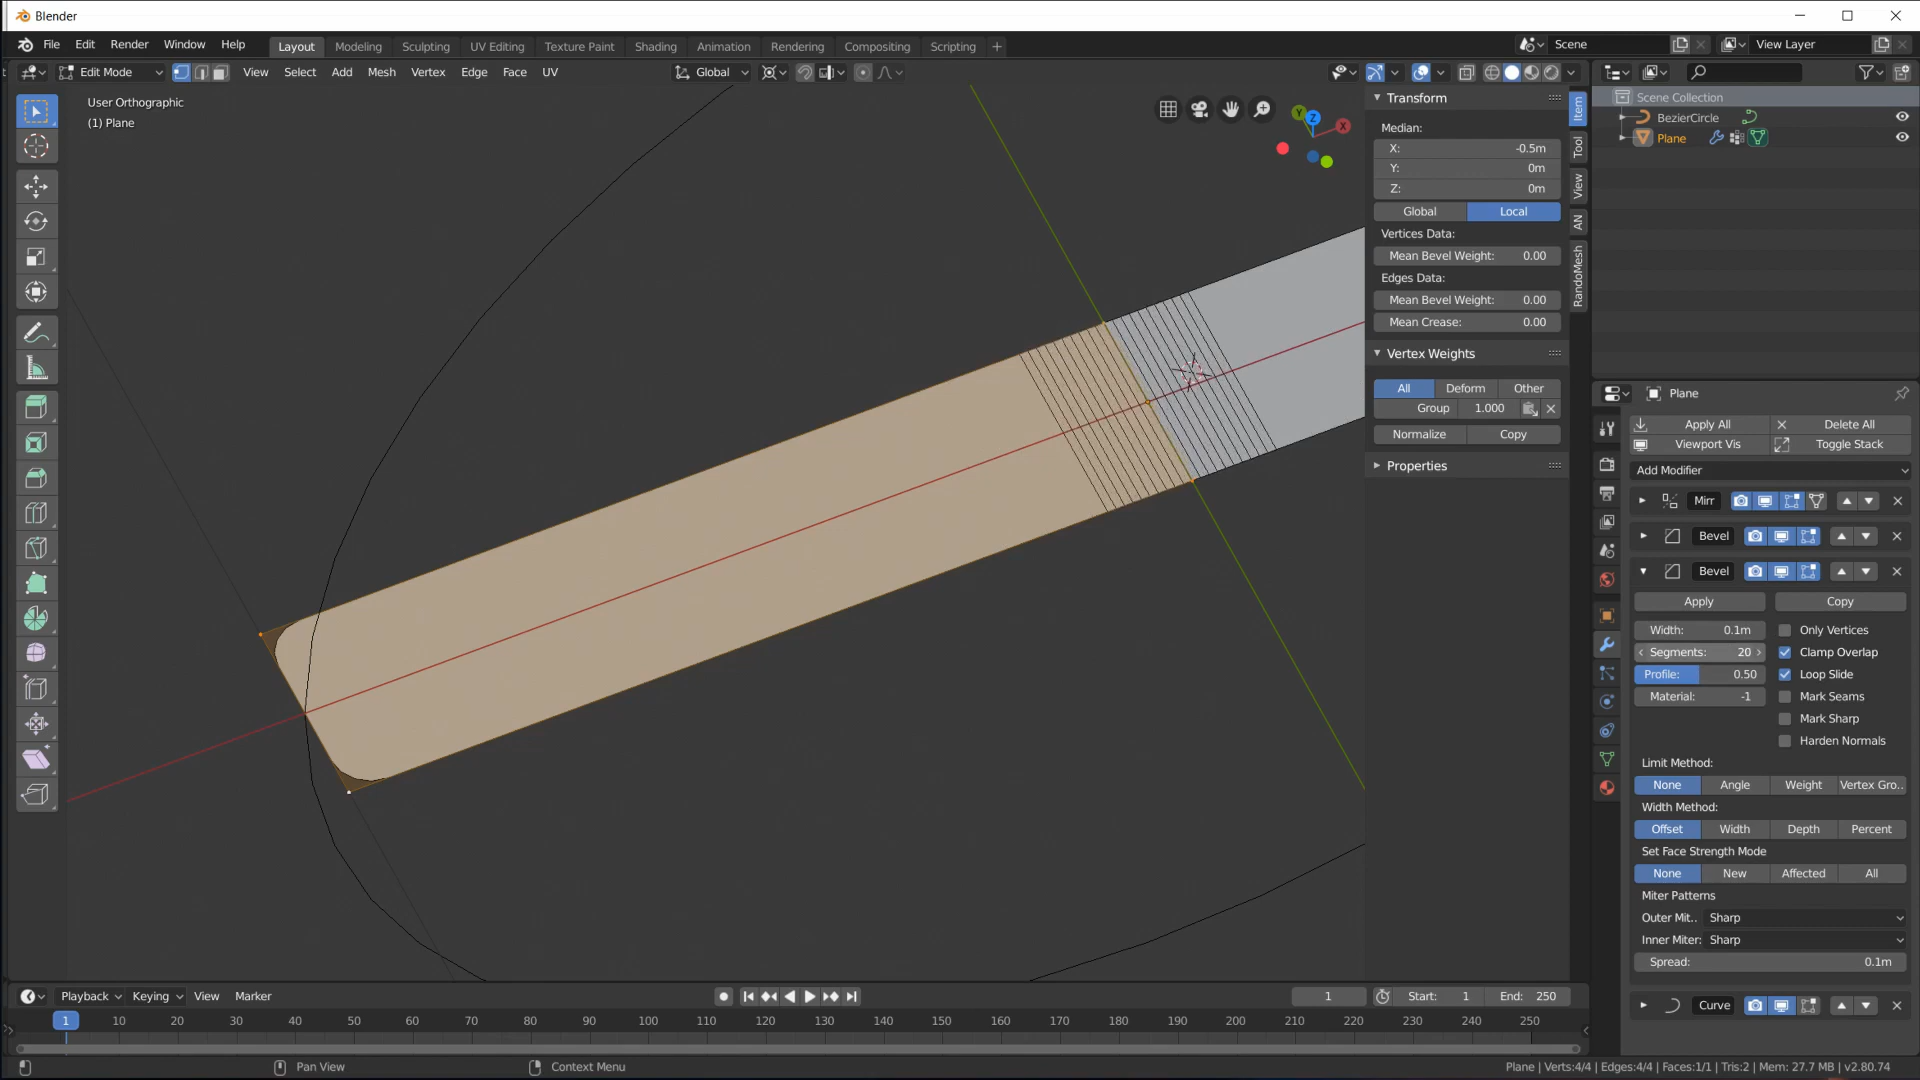 Blender
File Edit Render Window Help Layout Modeling Sculpting UV Editing Texture Paint Shading Animation Rendering Compositing Scripting + Scene View Layer
Edit Mode View Select Add Mesh Vertex Edge Face UV Global
User Orthographic
(1) Plane
Y Z X
Transform
Median:
X: -0.5m
Y: 0m
Z: 0m
Global Local
Vertices Data:
Mean Bevel Weight: 0.00
Edges Data:
Mean Bevel Weight: 0.00
Mean Crease: 0.00
Vertex Weights
All Deform Other
Group 1.000
Normalize Copy
Properties
Item
Tool
View
AN
RandoMesh
Scene Collection
BezierCircle
Plane
Plane
Apply All Delete All
Viewport Vis Toggle Stack
Add Modifier
Mirr
Bevel
Bevel
Apply Copy
Width: 0.1m Only Vertices
Segments: 20 Clamp Overlap
Profile: 0.50 Loop Slide
Material: -1 Mark Seams
Mark Sharp
Harden Normals
Limit Method:
None Angle Weight Vertex Gro..
Width Method:
Offset Width Depth Percent
Set Face Strength Mode
None New Affected All
Miter Patterns
Outer Mit.. Sharp
Inner Miter: Sharp
Spread: 0.1m
Curve
Playback Keying View Marker 1 Start: 1 End: 250
1 10 20 30 40 50 60 70 80 90 100 110 120 130 140 150 160 170 180 190 200 210 220 230 240 250
Pan View Context Menu Plane | Verts:4/4 | Edges:4/4 | Faces:1/1 | Tris:2 | Mem: 27.7 MB | v2.80.74